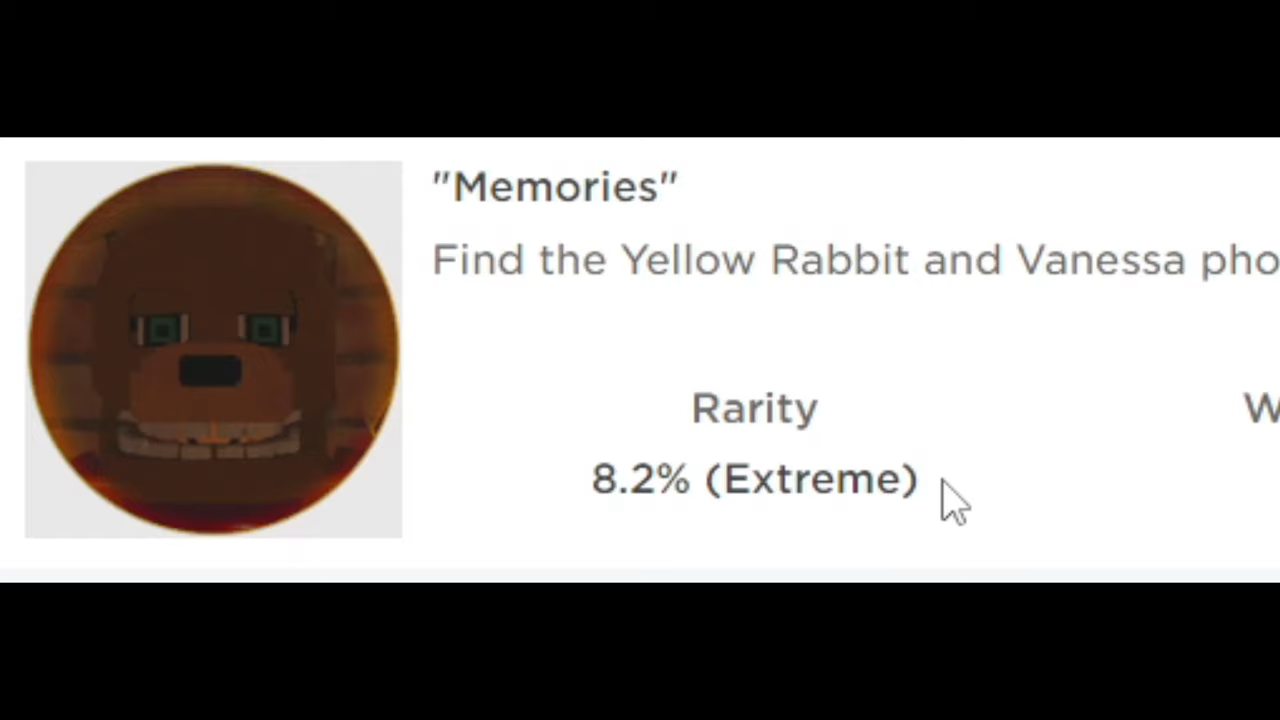 "Memories"
Find the Yellow Rabbit and Vanessa pho
Rarity
W
8.2% (Extreme)